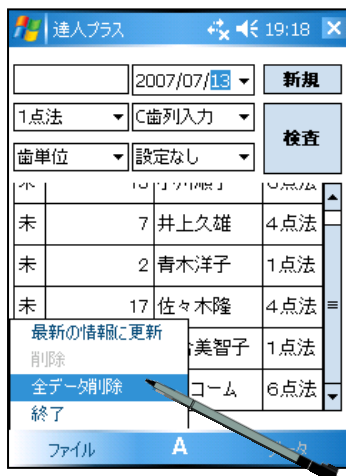 達人プラス 19:18
2007/07/13 新規
1点法 C歯列入力 検査
歯単位 設定なし
未 7 井上久雄 4点法
未 2 青木洋子 1点法
未 17 佐々木隆 4点法
美智子 1点法
コーム 6点法
最新の情報に更新
削除
全データ削除
終了
ファイル A データ